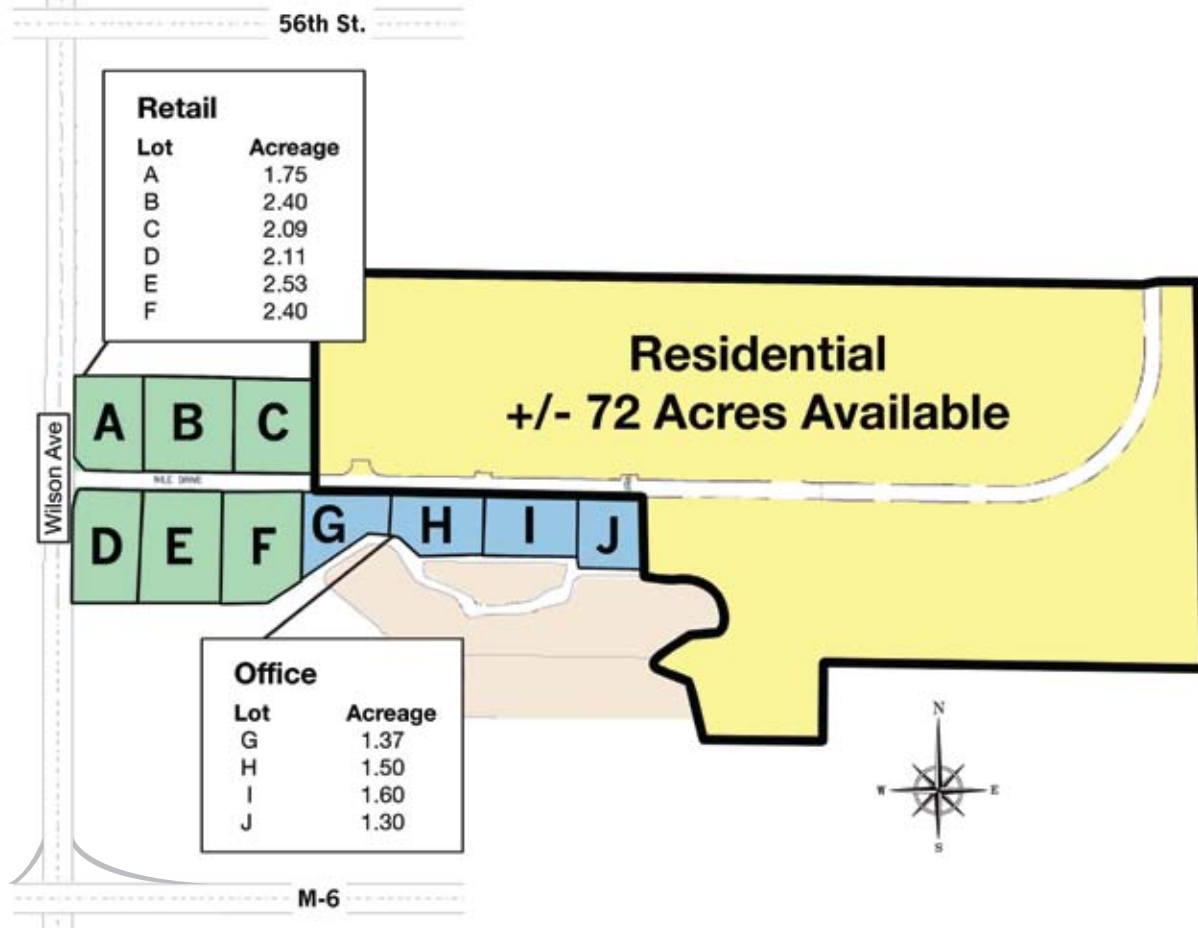 56th St.
Retail
Lot Acreage
A 1.75
B 2.40
C 2.09
D 2.11
E 2.53
F 2.40
Residential
+/- 72 Acres Available
A B C
Wilson Ave
DRIVE
D E F G H I J
Office
Lot Acreage
G 1.37
H 1.50
I 1.60
J 1.30
N
W E
S
M-6